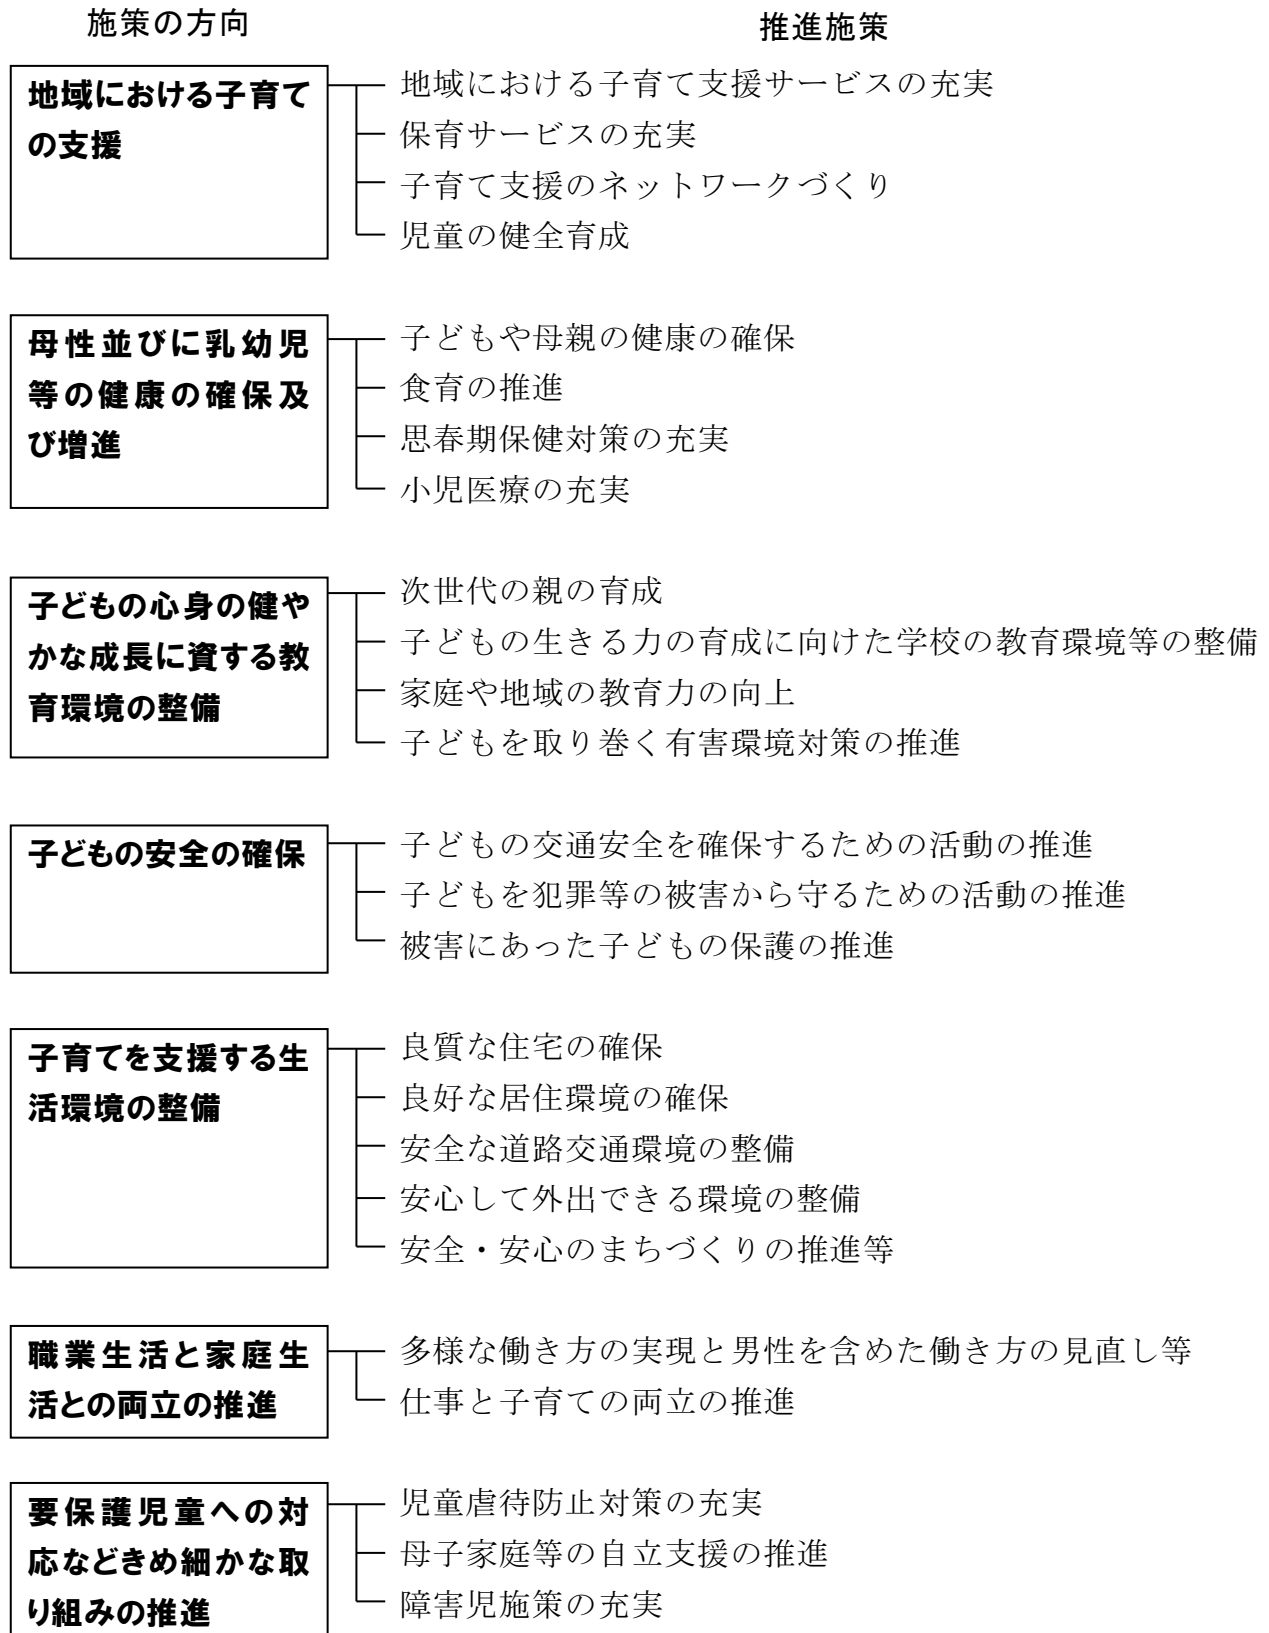 施策の方向
推進施策
地域における子育て
の支援
地域における子育て支援サービスの充実
保育サービスの充実
子育て支援のネットワークづくり
児童の健全育成
母性並びに乳幼児
等の健康の確保及
び増進
子どもや母親の健康の確保
食育の推進
思春期保健対策の充実
小児医療の充実
子どもの心身の健や
かな成長に資する教
育環境の整備
次世代の親の育成
子どもの生きる力の育成に向けた学校の教育環境等の整備
家庭や地域の教育力の向上
子どもを取り巻く有害環境対策の推進
子どもの安全の確保
子どもの交通安全を確保するための活動の推進
子どもを犯罪等の被害から守るための活動の推進
被害にあった子どもの保護の推進
子育てを支援する生
活環境の整備
良質な住宅の確保
良好な居住環境の確保
安全な道路交通環境の整備
安心して外出できる環境の整備
安全・安心のまちづくりの推進等
職業生活と家庭生
活との両立の推進
多様な働き方の実現と男性を含めた働き方の見直し等
仕事と子育ての両立の推進
要保護児童への対
応などきめ細かな取
り組みの推進
児童虐待防止対策の充実
母子家庭等の自立支援の推進
障害児施策の充実